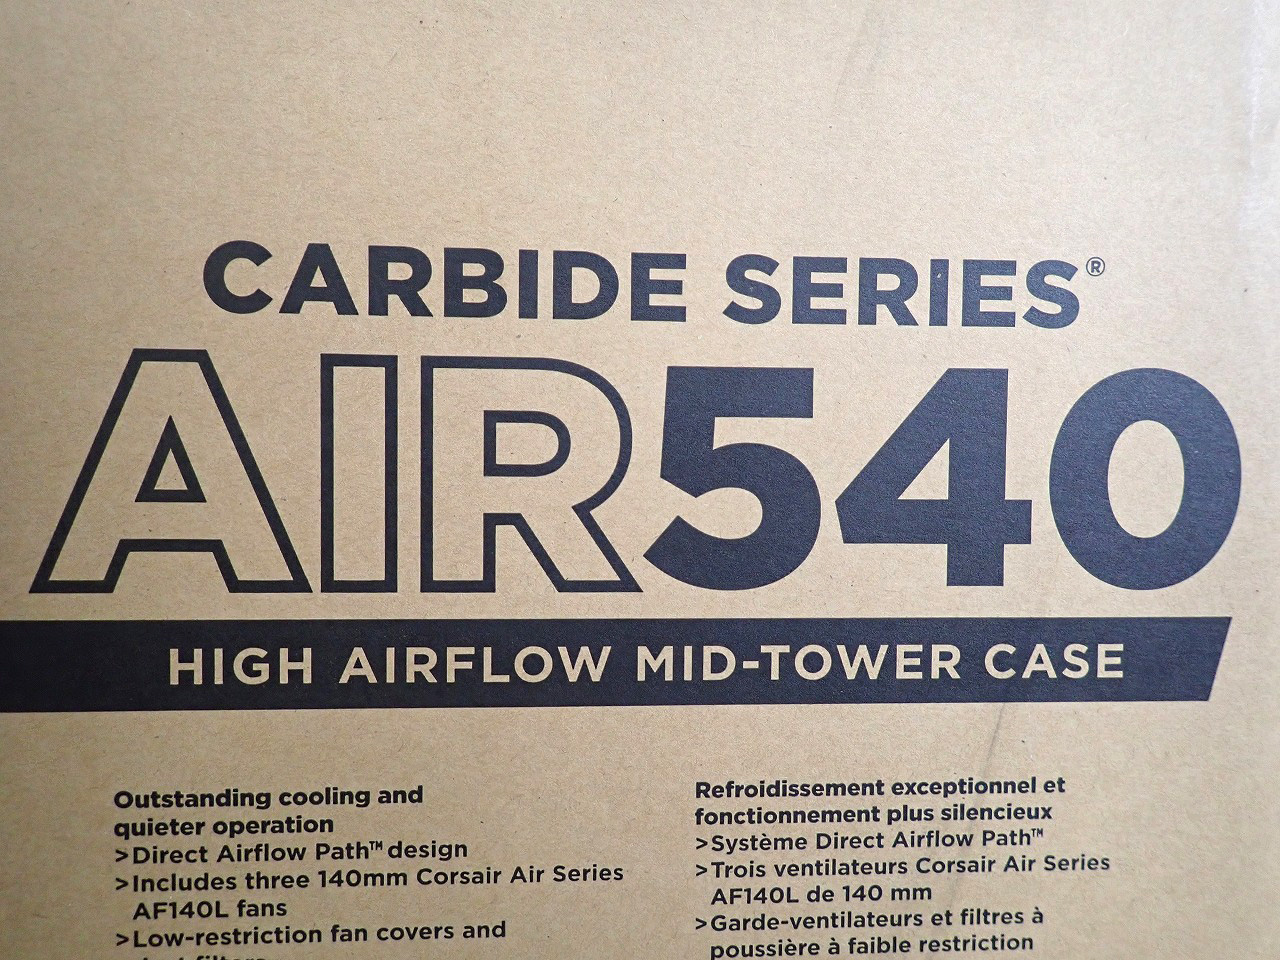 CARBIDE SERIES®
AIR540
HIGH AIRFLOW MID-TOWER CASE
Outstanding cooling and
quieter operation
>Direct Airflow Path™ design
>Includes three 140mm Corsair Air Series
AF140L fans
>Low-restriction fan covers and
Refroidissement exceptionnel et
fonctionnement plus silencieux
>Système Direct Airflow Path™
>Trois ventilateurs Corsair Air Series
AF140L de 140 mm
>Garde-ventilateurs et filtres à
poussière à faible restriction